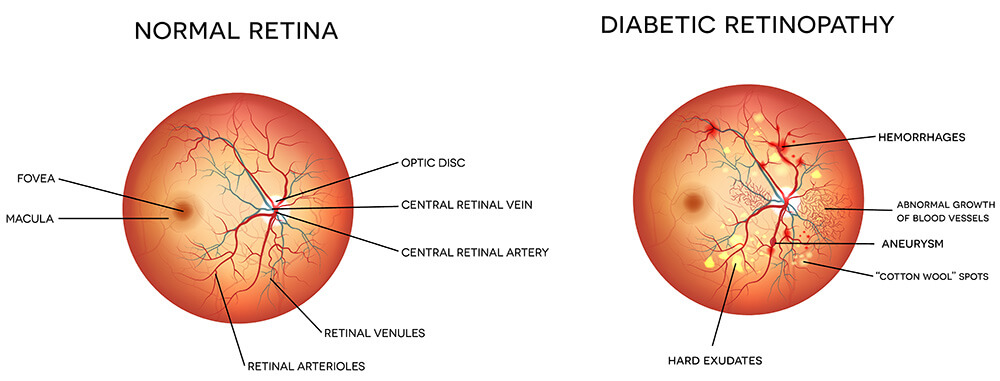 NORMAL RETINA
FOVEA
MACULA
OPTIC DISC
CENTRAL RETINAL VEIN
CENTRAL RETINAL ARTERY
RETINAL VENULES
RETINAL ARTERIOLES
DIABETIC RETINOPATHY
HEMORRHAGES
ABNORMAL GROWTH
OF BLOOD VESSELS
ANEURYSM
"COTTON WOOL" SPOTS
HARD EXUDATES